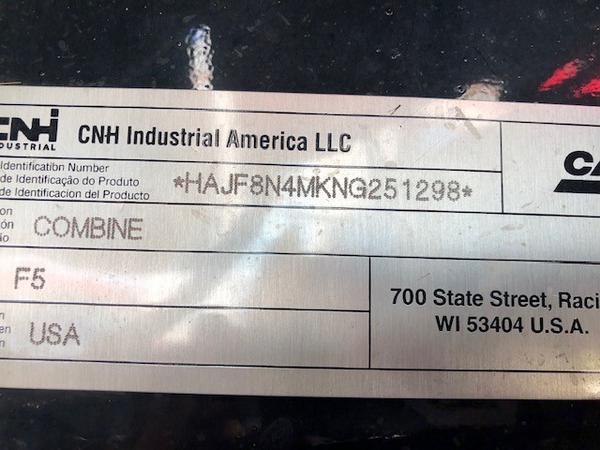 CNH
INDUSTRIAL
CNH Industrial America LLC
Identification Number
de Identificação do Produto
de Identificacion del Producto
*HAJF8N4MKNG251298*
COMBINE
F5
USA
700 State Street, Raci
WI 53404 U.S.A.